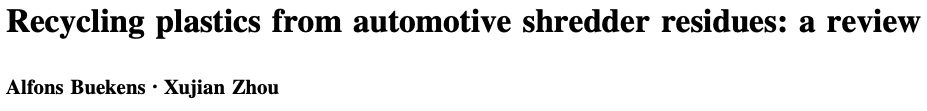 Recycling plastics from automotive shredder residues: a review
Alfons Buekens · Xujian Zhou